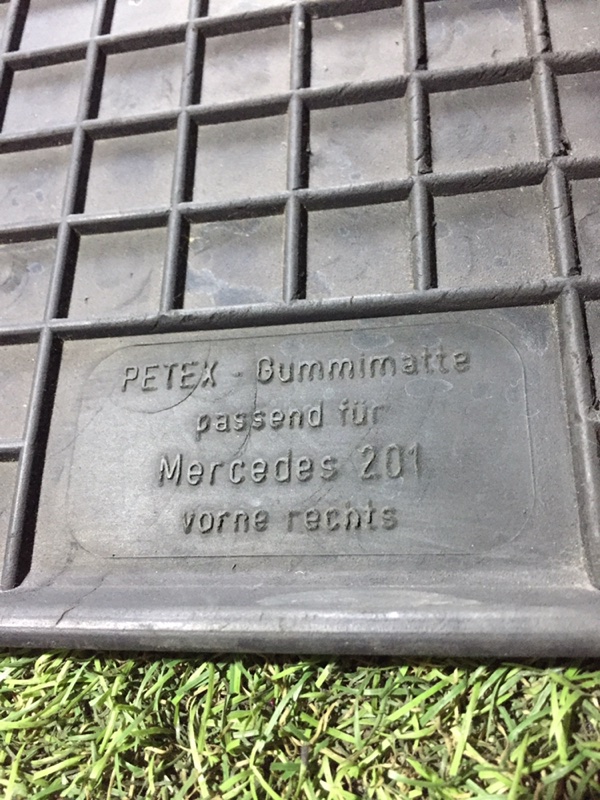 PETEX - Gummimatte
passend für
Mercedes 201
vorne rechts